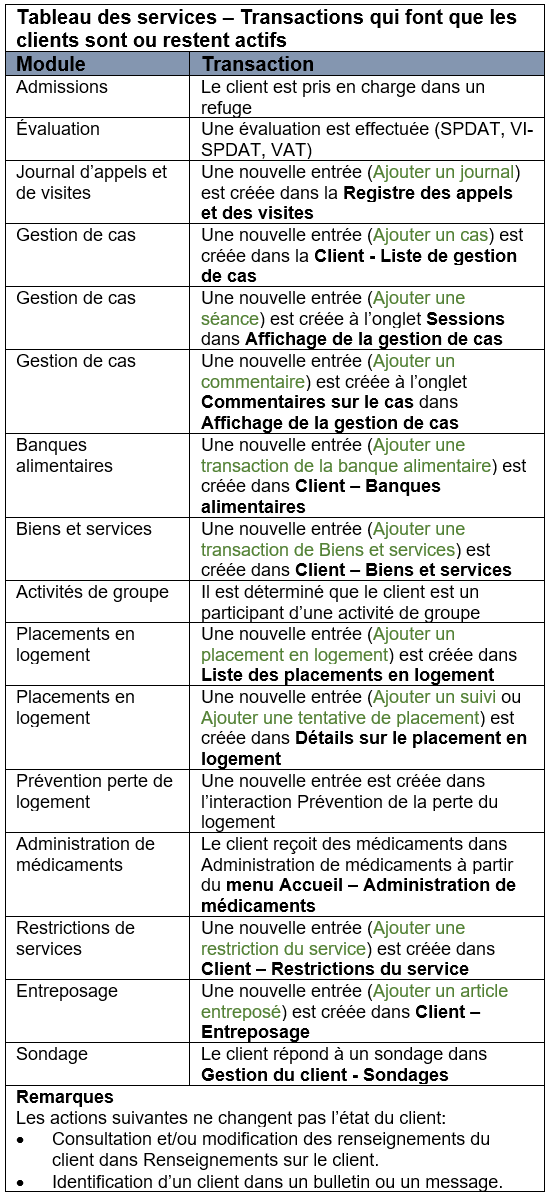 Tableau des services – Transactions qui font que les
clients sont ou restent actifs
Module Transaction
Admissions Le client est pris en charge dans un
refuge
Évaluation Une évaluation est effectuée (SPDAT, VI-
SPDAT, VAT)
Journal d’appels et Une nouvelle entrée (Ajouter un journal)
de visites est créée dans la Registre des appels
et des visites
Gestion de cas Une nouvelle entrée (Ajouter un cas) est
créée dans la Client - Liste de gestion
de cas
Gestion de cas Une nouvelle entrée (Ajouter une
séance) est créée à l’onglet Sessions
dans Affichage de la gestion de cas
Gestion de cas Une nouvelle entrée (Ajouter un
commentaire) est créée à l’onglet
Commentaires sur le cas dans
Affichage de la gestion de cas
Banques Une nouvelle entrée (Ajouter une
alimentaires transaction de la banque alimentaire) est
créée dans Client – Banques
alimentaires
Biens et services Une nouvelle entrée (Ajouter une
transaction de Biens et services) est
créée dans Client – Biens et services
Activités de groupe Il est déterminé que le client est un
participant d’une activité de groupe
Placements en Une nouvelle entrée (Ajouter un
logement placement en logement) est créée dans
Liste des placements en logement
Placements en Une nouvelle entrée (Ajouter un suivi ou
logement Ajouter une tentative de placement) est
créée dans Détails sur le placement en
logement
Prévention perte de Une nouvelle entrée est créée dans
logement l’interaction Prévention de la perte du
logement
Administration de Le client reçoit des médicaments dans
médicaments Administration de médicaments à partir
du menu Accueil – Administration de
médicaments
Restrictions de Une nouvelle entrée (Ajouter une
services restriction du service) est créée dans
Client – Restrictions du service
Entreposage Une nouvelle entrée (Ajouter un article
entreposé) est créée dans Client –
Entreposage
Sondage Le client répond à un sondage dans
Gestion du client - Sondages
Remarques
Les actions suivantes ne changent pas l’état du client:
• Consultation et/ou modification des renseignements du
client dans Renseignements sur le client.
• Identification d’un client dans un bulletin ou un message.